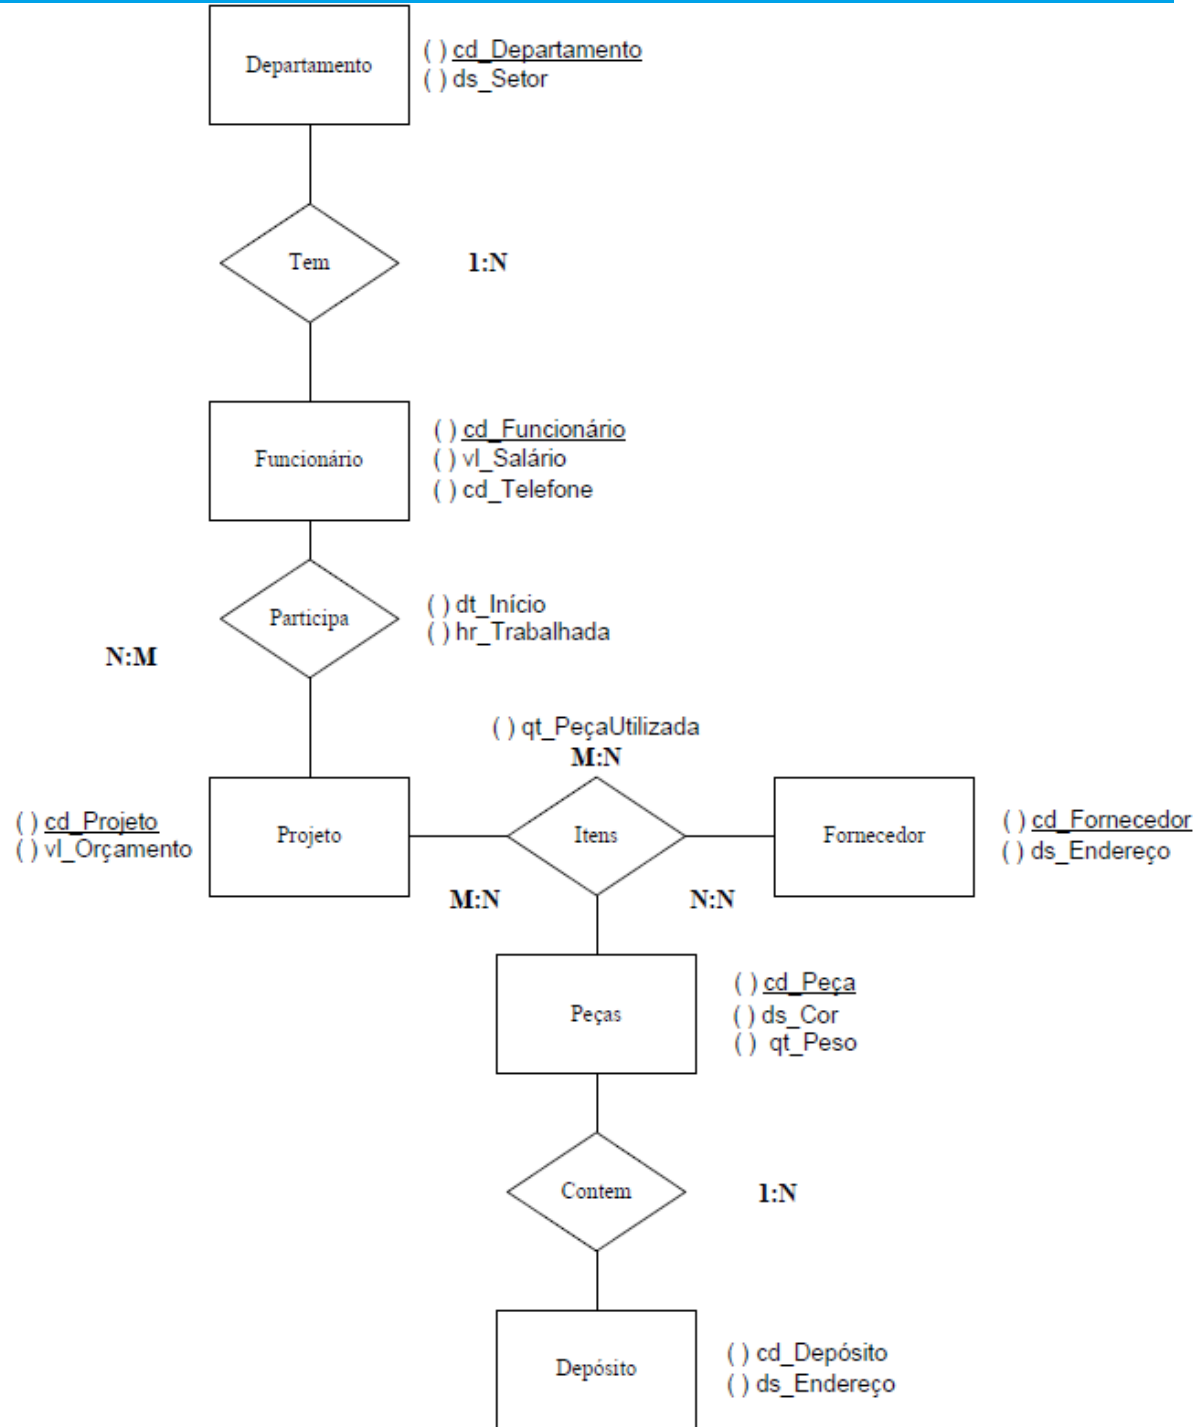 Departamento
( ) cd_Departamento
( ) ds_Setor
Tem
1:N
Funcionário
( ) cd_Funcionário
( ) vl_Salário
( ) cd_Telefone
Participa
( ) dt_Início
( ) hr_Trabalhada
N:M
( ) qt_PeçaUtilizada
M:N
( ) cd_Projeto
( ) vl_Orçamento
Projeto
Itens
Fornecedor
( ) cd_Fornecedor
( ) ds_Endereço
M:N
N:N
Peças
( ) cd_Peça
( ) ds_Cor
( ) qt_Peso
Contem
1:N
Depósito
( ) cd_Depósito
( ) ds_Endereço